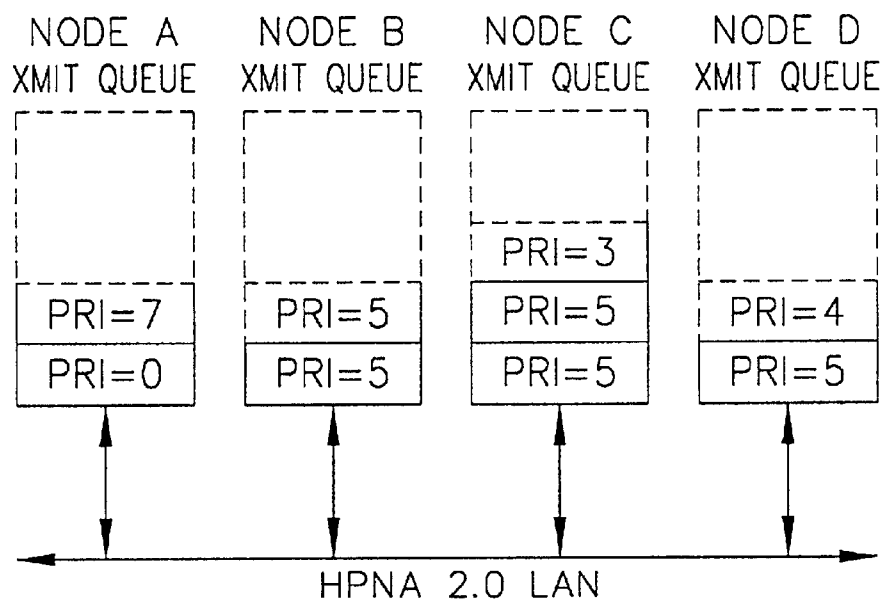 NODE A NODE B NODE C NODE D
XMIT QUEUE XMIT QUEUE XMIT QUEUE XMIT QUEUE
PRI=3
PRI=7 PRI=5 PRI=5 PRI=4
PRI=0 PRI=5 PRI=5 PRI=5
HPNA 2.0 LAN